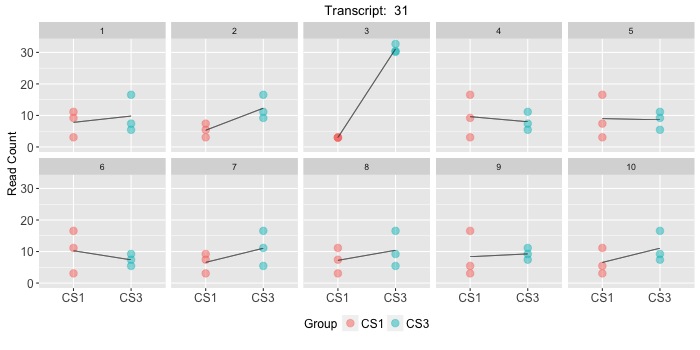 Transcript: 31
1 2 3 4 5
30
20
10
0
Read Count
6 7 8 9 10
30
20
10
0
CS1 CS3 CS1 CS3 CS1 CS3 CS1 CS3 CS1 CS3
Group CS1 CS3